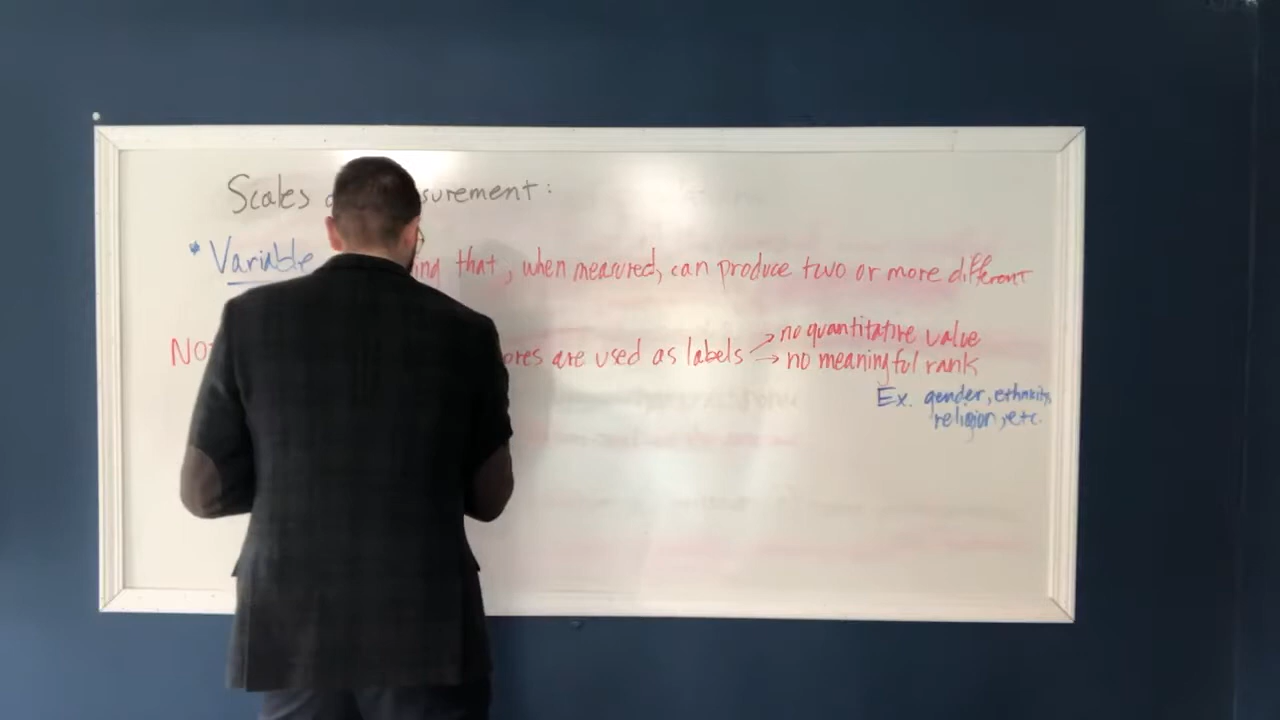 Scales surement:
* Variable ing that, when measured, can produce two or more different
NO ores are used as labels → no quantitative value
→ no meaningful rank
Ex. gender, ethnicity,
religion, etc.